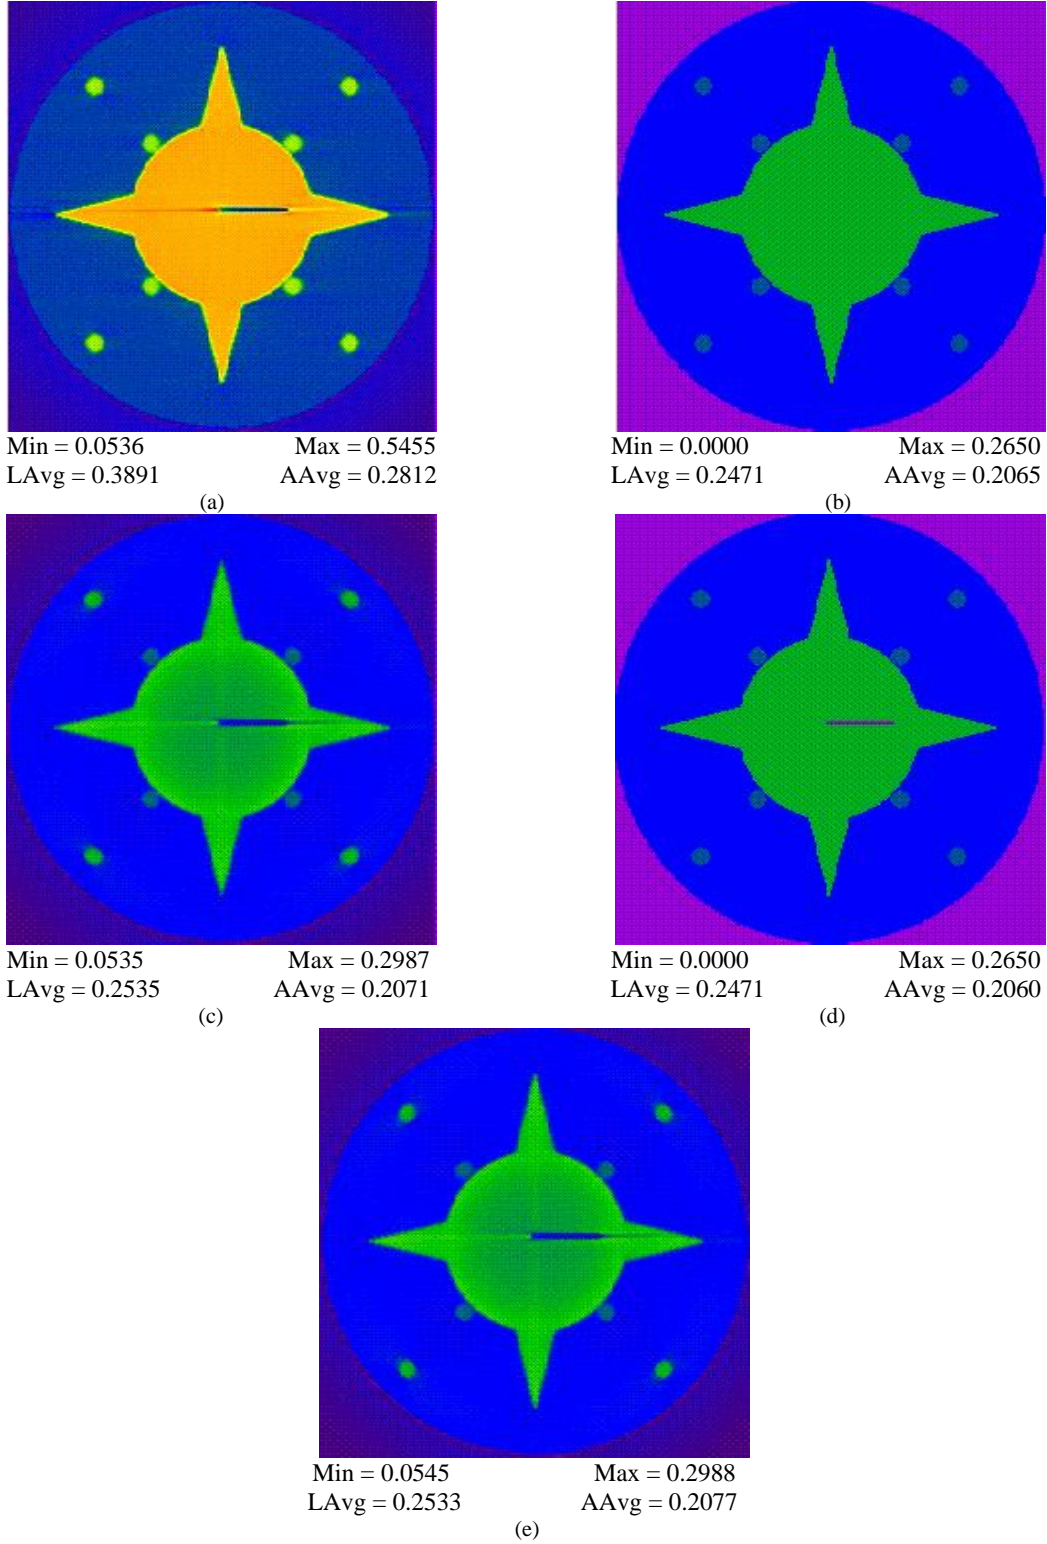 Min = 0.0536 Max = 0.5455
LAvg = 0.3891 AAvg = 0.2812
(a)
Min = 0.0000 Max = 0.2650
LAvg = 0.2471 AAvg = 0.2065
(b)
Min = 0.0535 Max = 0.2987
LAvg = 0.2535 AAvg = 0.2071
(c)
Min = 0.0000 Max = 0.2650
LAvg = 0.2471 AAvg = 0.2060
(d)
Min = 0.0545 Max = 0.2988
LAvg = 0.2533 AAvg = 0.2077
(e)